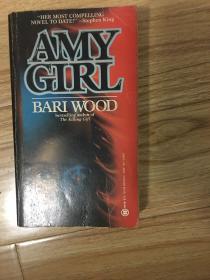 "HER MOST COMPELLING
NOVEL TO DATE!" —Stephen King
AMY
GIRL
BARI WOOD
bestselling author of
The Killing Gift